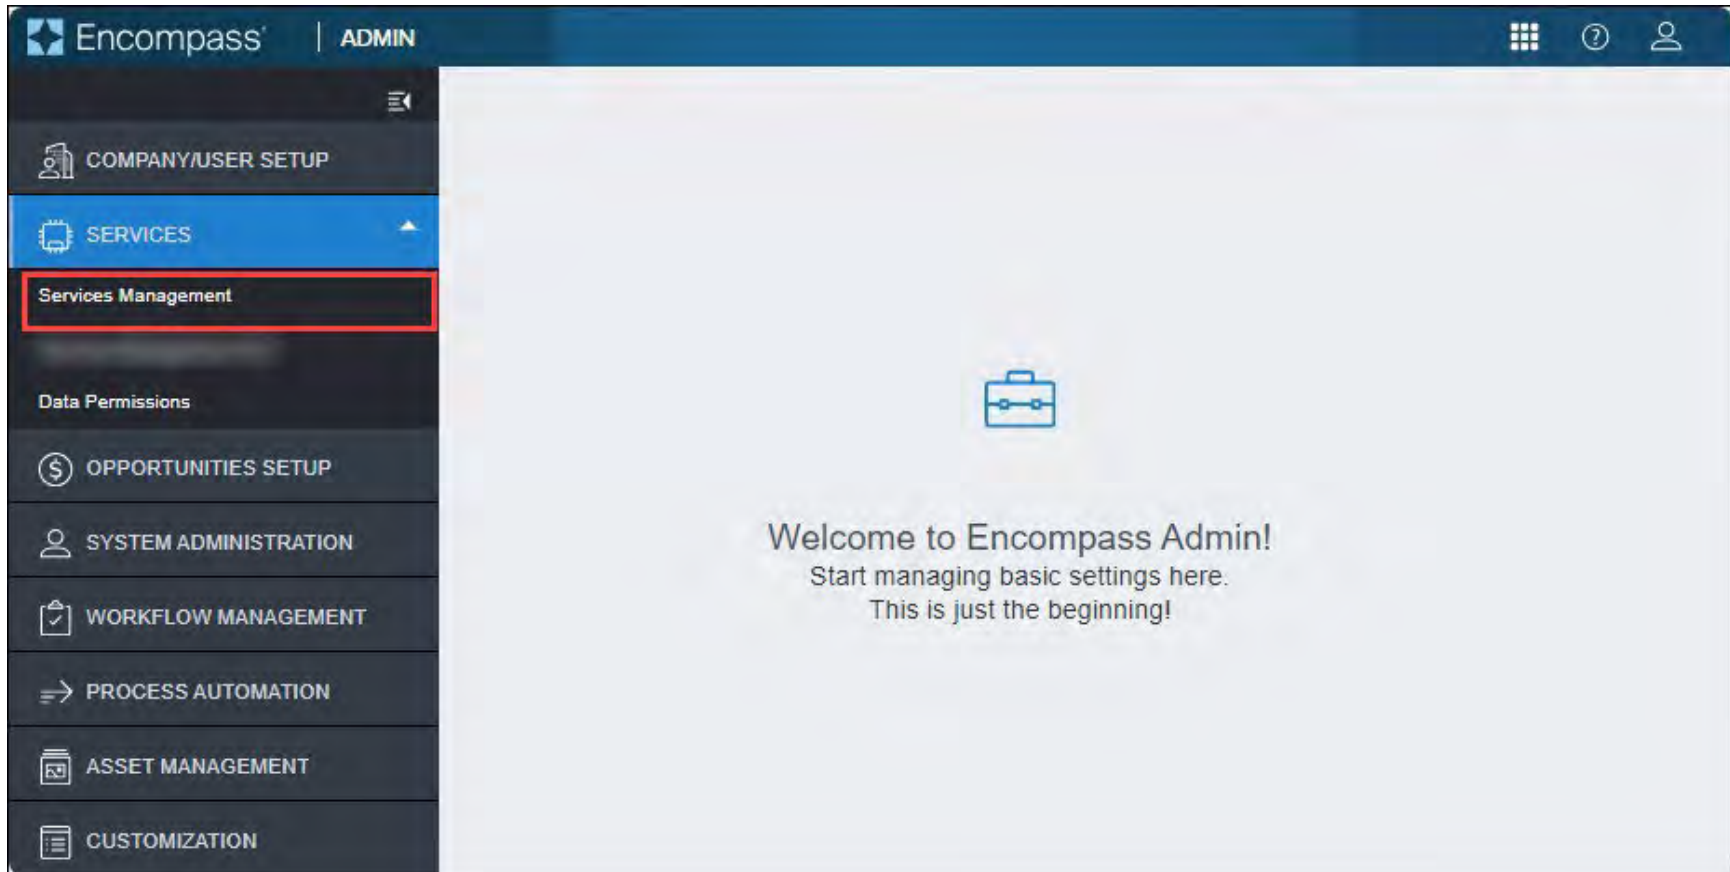 Encompass® | ADMIN
COMPANY/USER SETUP
SERVICES
Services Management
Data Permissions
OPPORTUNITIES SETUP
SYSTEM ADMINISTRATION
WORKFLOW MANAGEMENT
PROCESS AUTOMATION
ASSET MANAGEMENT
CUSTOMIZATION
Welcome to Encompass Admin!
Start managing basic settings here.
This is just the beginning!